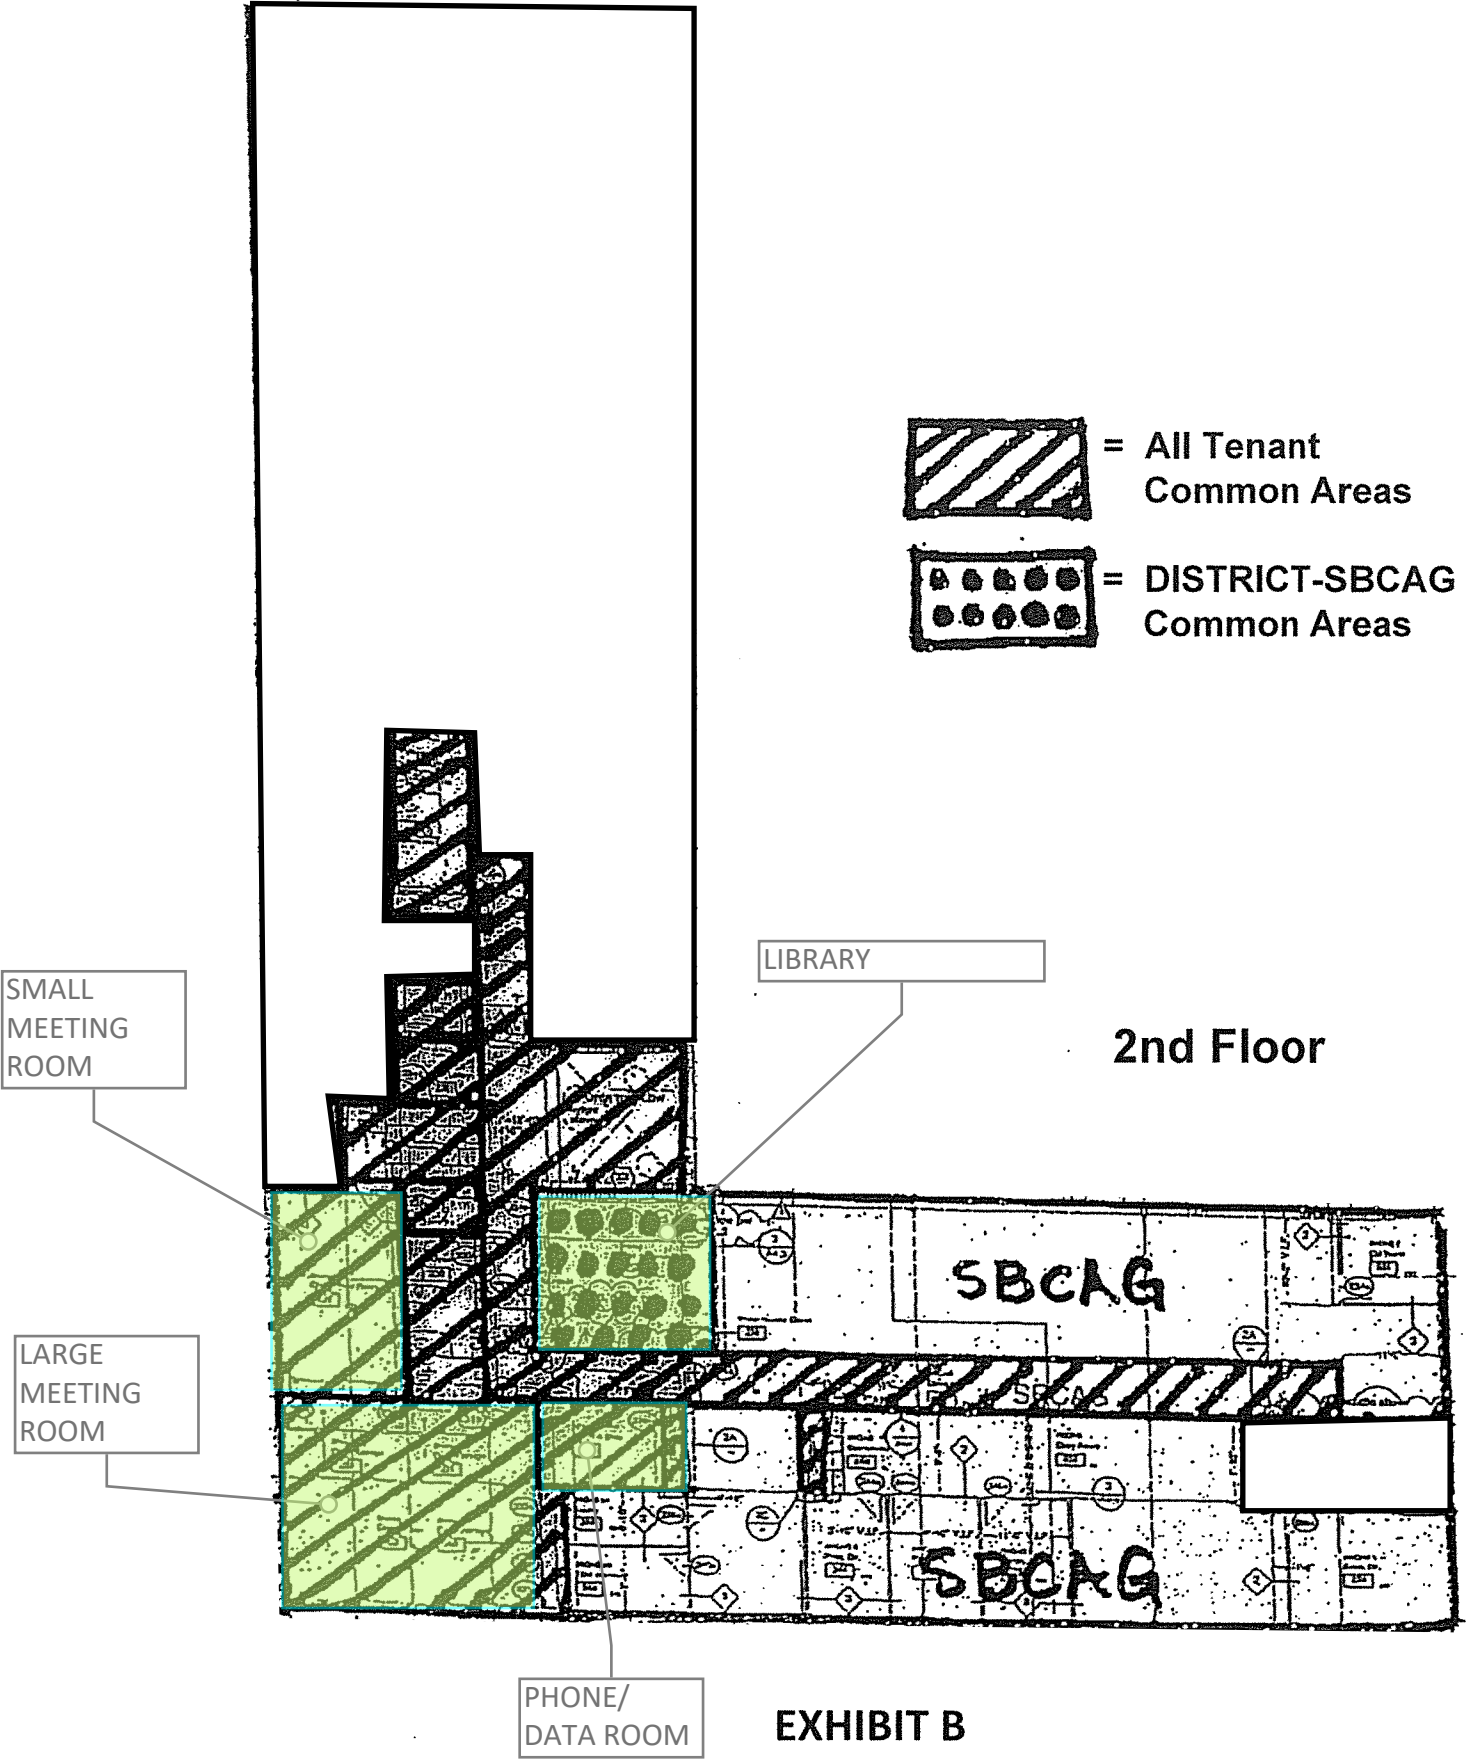 = All Tenant
Common Areas
= DISTRICT-SBCAG
Common Areas
LIBRARY
SMALL
MEETING
ROOM
2nd Floor
SBCAG
LARGE
MEETING
ROOM
SBCAG
PHONE/
DATA ROOM
EXHIBIT B